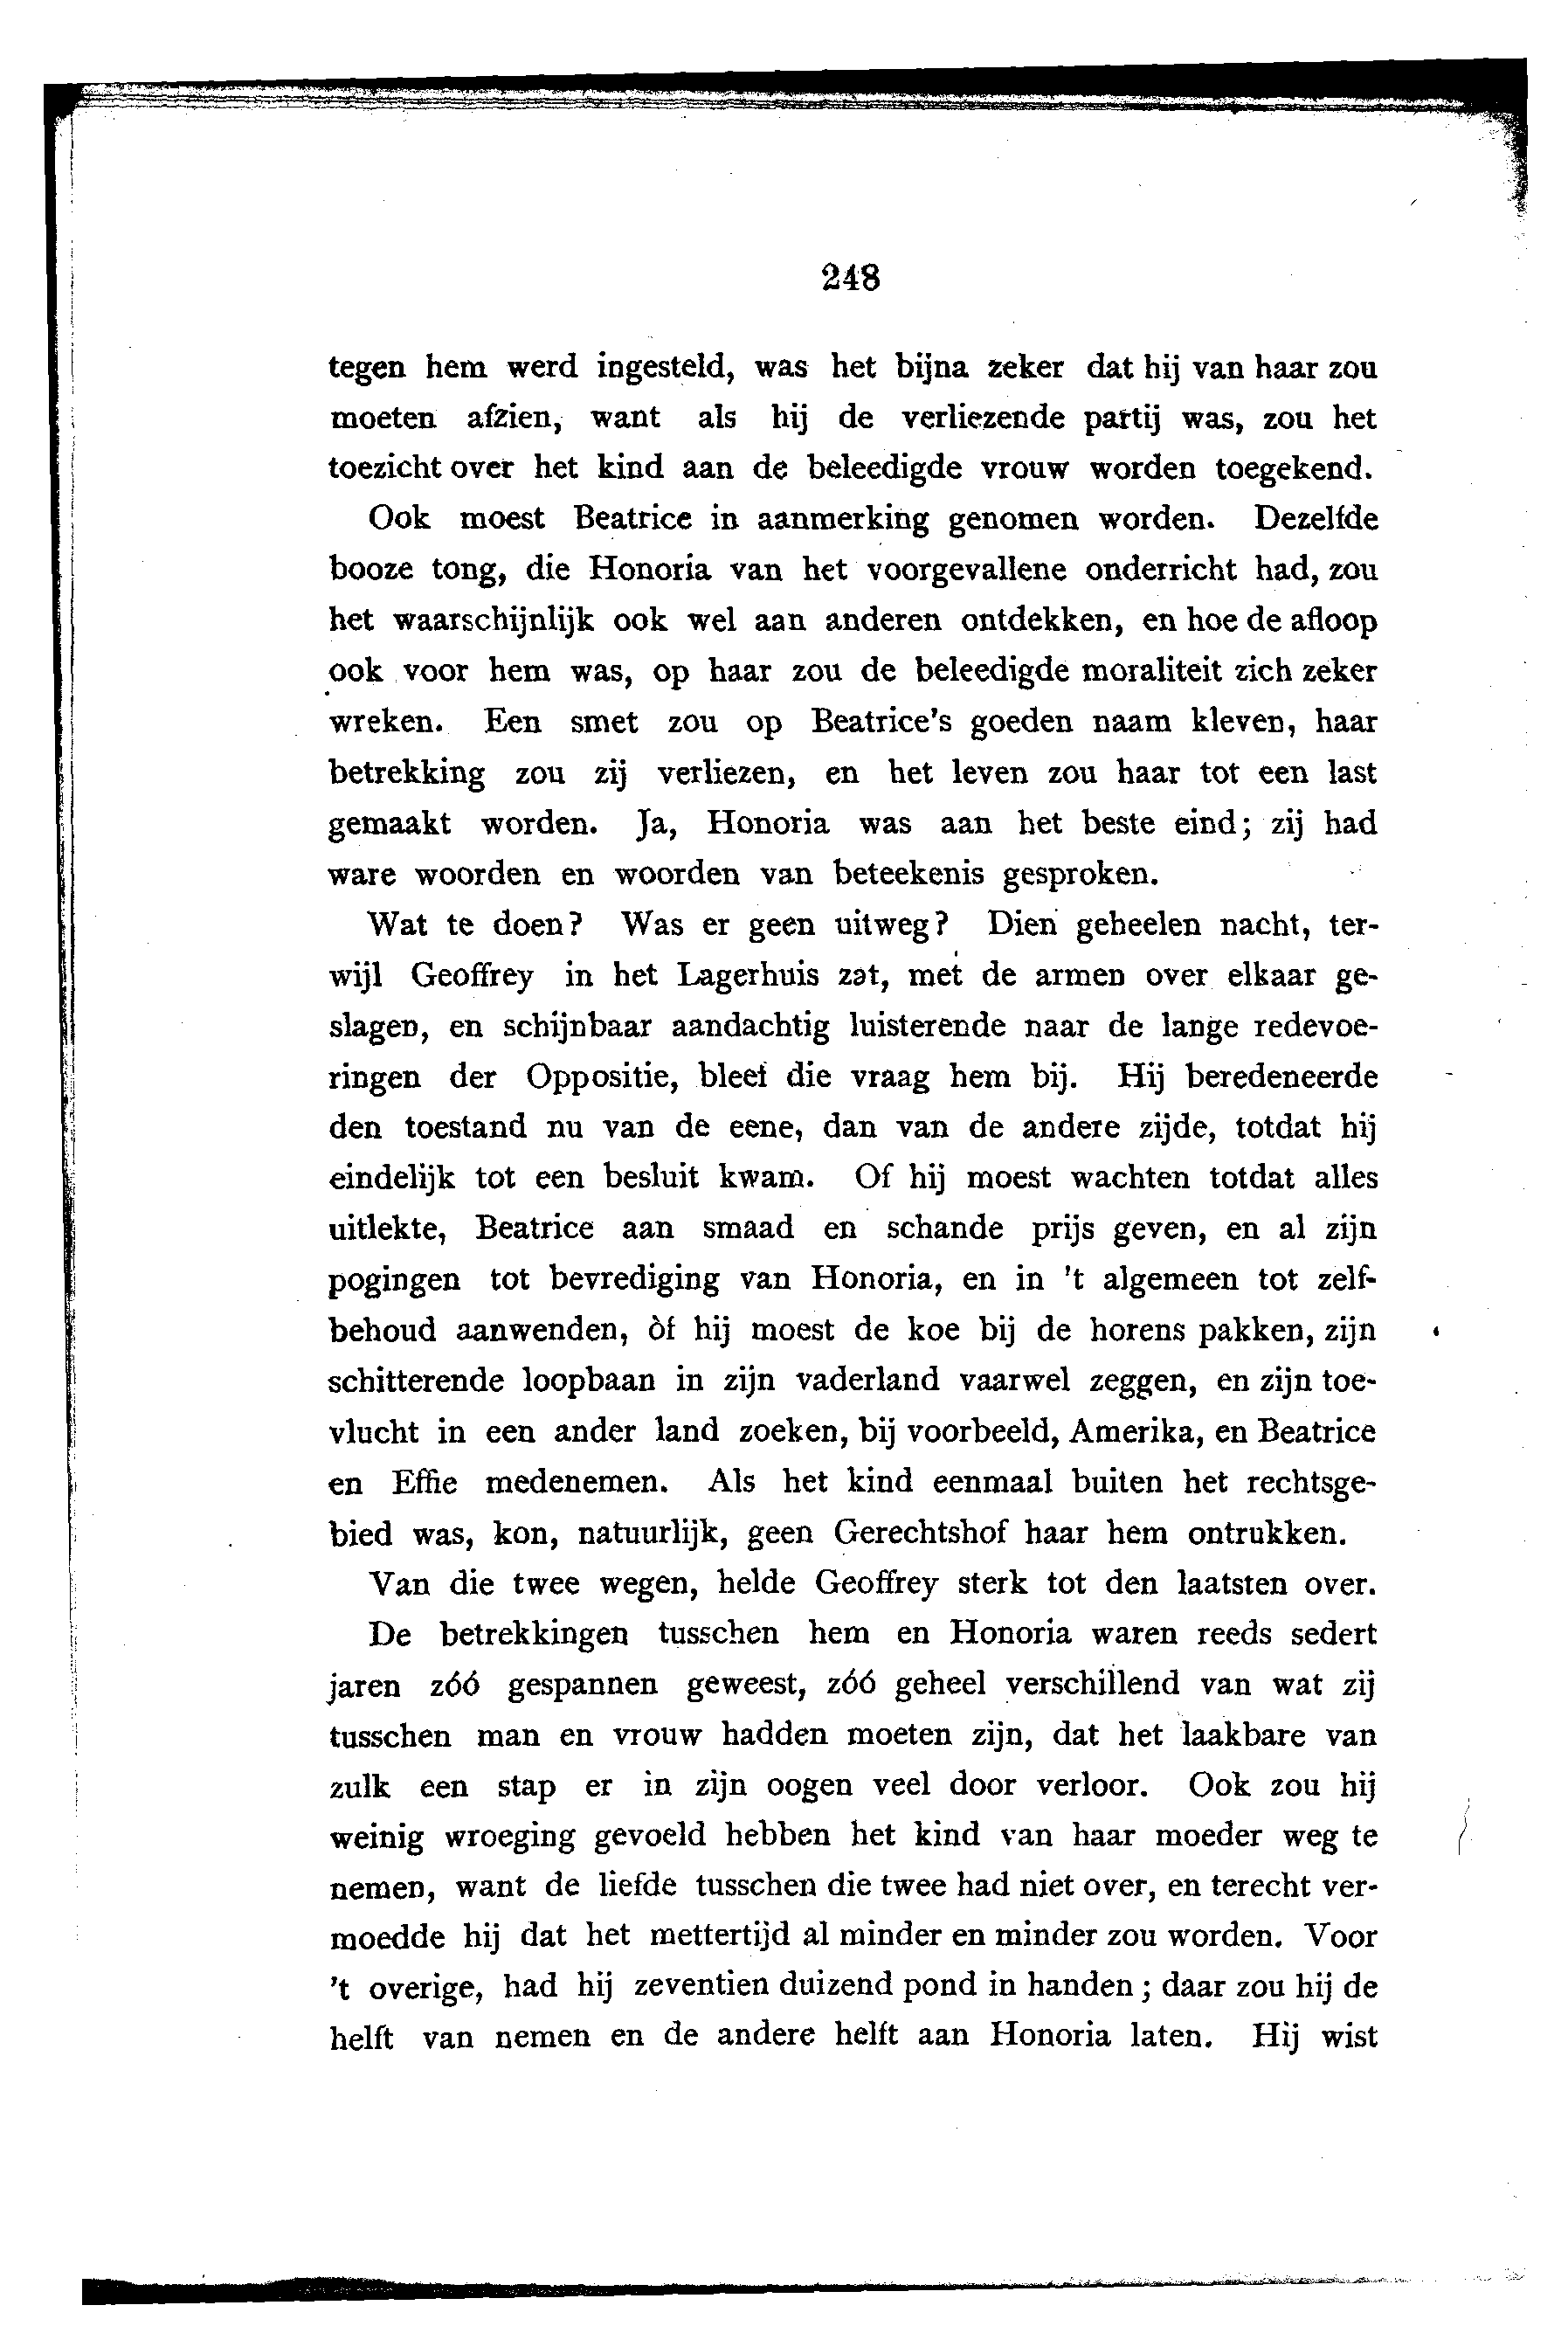 248
tegen hem werd ingesteld, was het bijna zeker dat hij van haar zou
moeten afzien, want als hij de verliezende partij was, zou het
toezicht over het kind aan de beleedigde vrouw worden toegekend.
Ook moest Beatrice in aanmerking genomen worden. Dezelfde
booze tong, die Honoria van het voorgevallene onderricht had, zou
het waarschijnlijk ook wel aan anderen ontdekken, en hoe de afloop
ook voor hem was, op haar zou de beleedigde moraliteit zich zeker
wreken. Een smet zou op Beatrice's goeden naam kleven, haar
betrekking zou zij verliezen, en het leven zou haar tot een last
gemaakt worden. Ja, Honoria was aan het beste eind; zij had
ware woorden en woorden van beteekenis gesproken.
Wat te doen? Was er geen uitweg? Dien geheelen nacht, ter-
wijl Geoffrey in het Lagerhuis zat, met de armen over elkaar ge-
slagen, en schijnbaar aandachtig luisterende naar de lange redevoe-
ringen der Oppositie, bleef die vraag hem bij. Hij beredeneerde
den toestand nu van de eene, dan van de andere zijde, totdat hij
eindelijk tot een besluit kwam. Of hij moest wachten totdat alles
uitlekte, Beatrice aan smaad en schande prijs geven, en al zijn
pogingen tot bevrediging van Honoria, en in 't algemeen tot zelf-
behoud aanwenden, òf hij moest de koe bij de horens pakken, zijn
schitterende loopbaan in zijn vaderland vaarwel zeggen, en zijn toe-
vlucht in een ander land zoeken, bij voorbeeld, Amerika, en Beatrice
en Effie medenemen. Als het kind eenmaal buiten het rechtsge-
bied was, kon, natuurlijk, geen Gerechtshof haar hem ontrukken.
Van die twee wegen, helde Geoffrey sterk tot den laatsten over.
De betrekkingen tusschen hem en Honoria waren reeds sedert
jaren zóó gespannen geweest, zóó geheel verschillend van wat zij
tusschen man en vrouw hadden moeten zijn, dat het laakbare van
zulk een stap er in zijn oogen veel door verloor. Ook zou hij
weinig wroeging gevoeld hebben het kind van haar moeder weg te
nemen, want de liefde tusschen die twee had niet over, en terecht ver-
moedde hij dat het mettertijd al minder en minder zou worden. Voor
't overige, had hij zeventien duizend pond in handen; daar zou hij de
helft van nemen en de andere helft aan Honoria laten. Hij wist